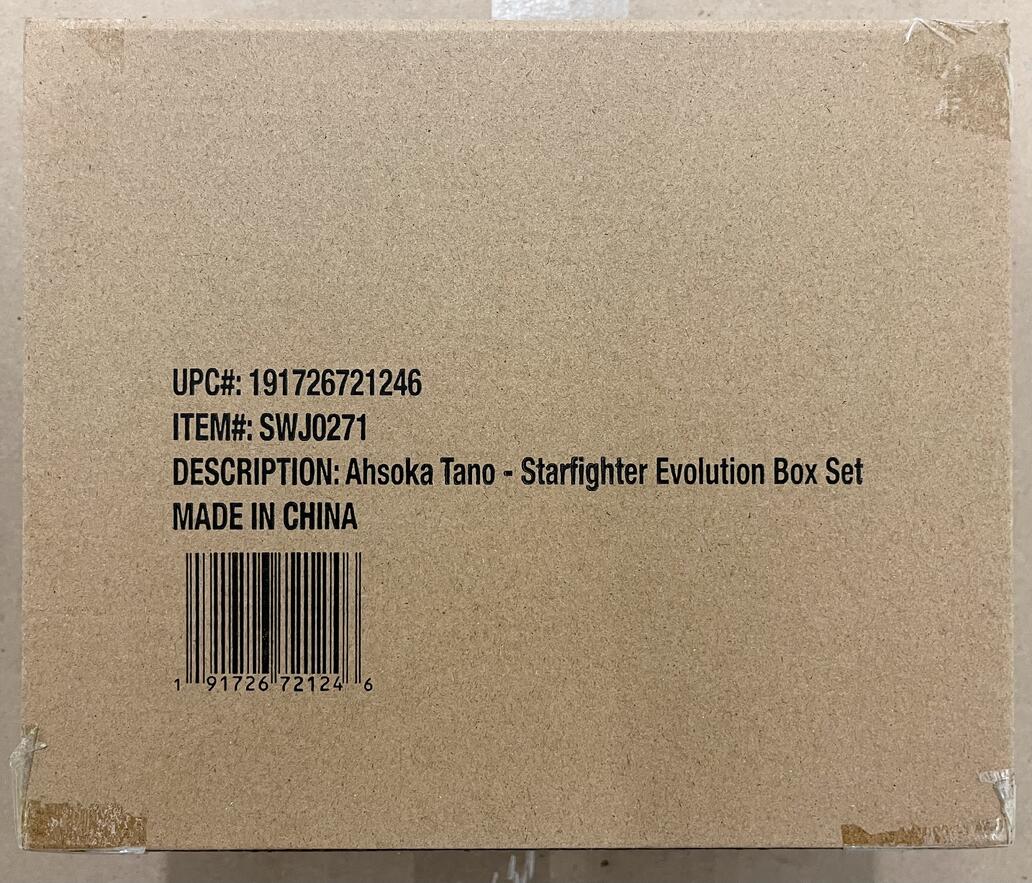 UPC#: 191726721246
ITEM#: SWJ0271
DESCRIPTION: Ahsoka Tano - Starfighter Evolution Box Set
MADE IN CHINA
1 91726 72124 6